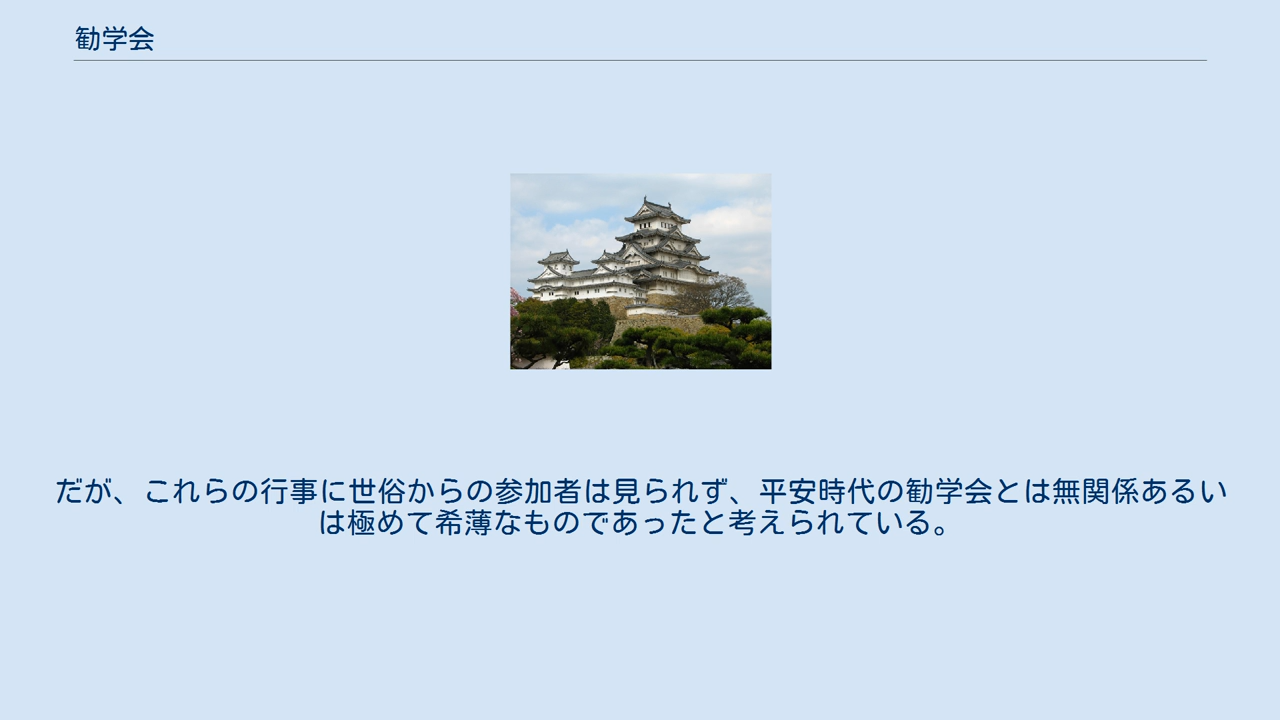 勧学会
だが、これらの行事に世俗からの参加者は見られず、平安時代の勧学会とは無関係あるい
は極めて希薄なものであったと考えられている。